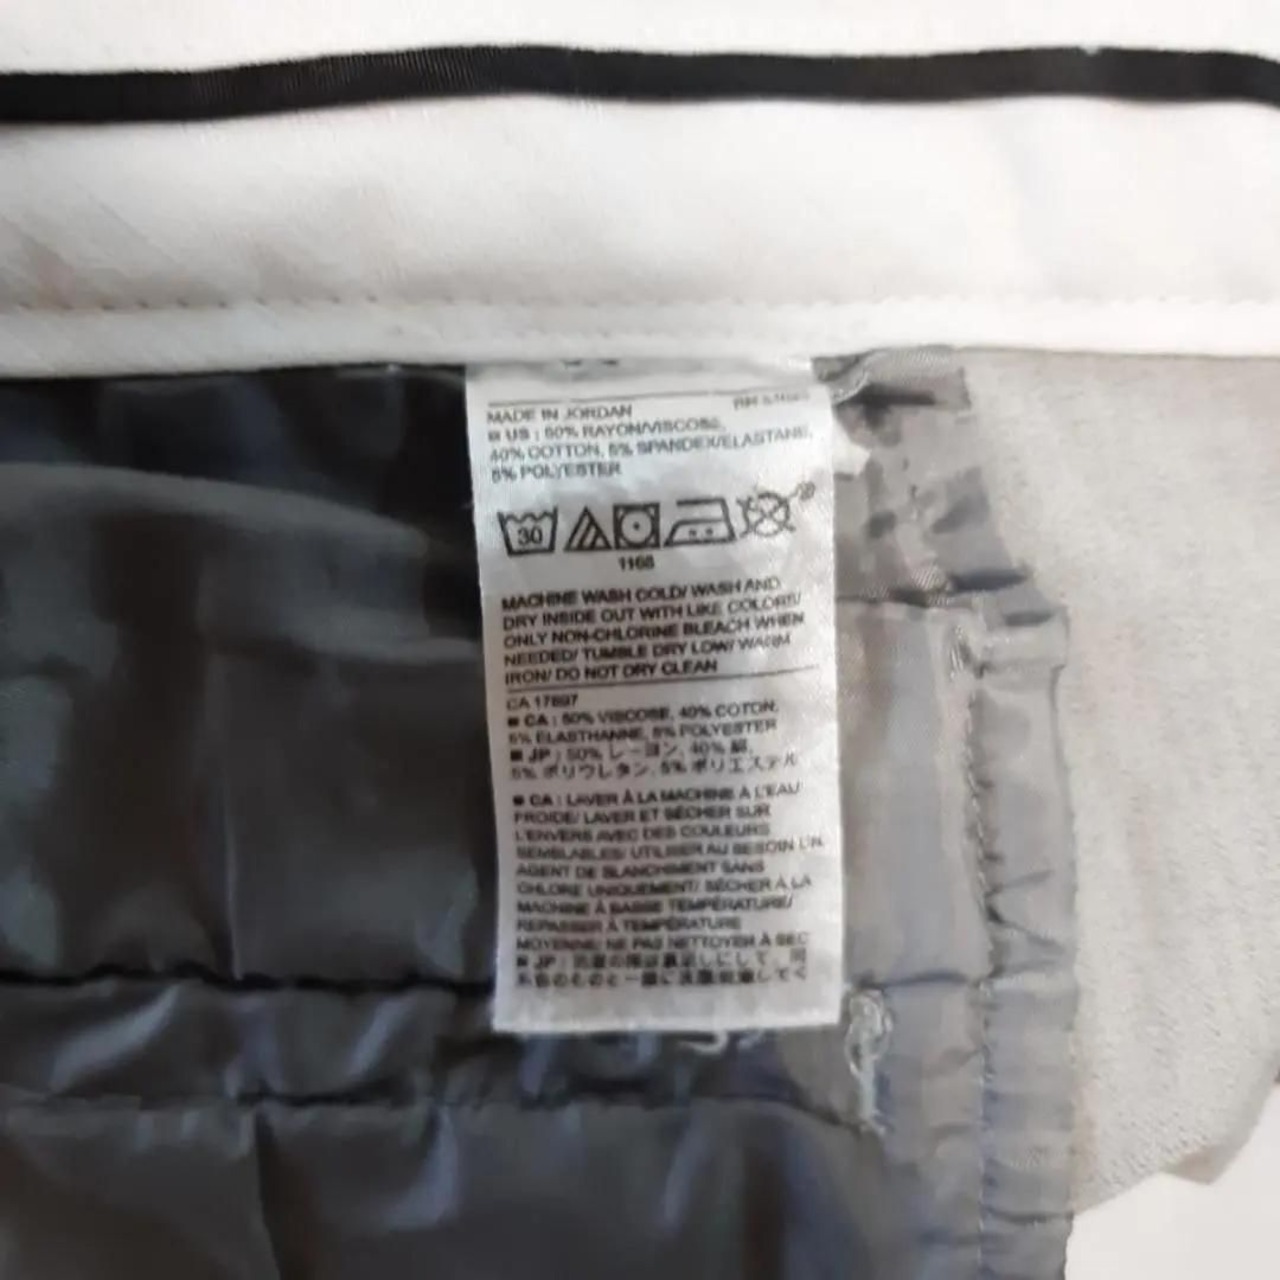 MADE IN JORDAN
■ US : 50% RAYON/VISCOSE,
40% COTTON, 5% SPANDEX/ELASTANE,
5% POLYESTER
30
1168
MACHINE WASH COLD/ WASH AND
DRY INSIDE OUT WITH LIKE COLORS/
ONLY NON-CHLORINE BLEACH WHEN
NEEDED/ TUMBLE DRY LOW/ WARM
IRON/ DO NOT DRY CLEAN
CA 17897
■ CA : 50% VISCOSE, 40% COTON,
5% ÉLASTHANNE, 5% POLYESTER
■ JP : 50% レーヨン, 40% 綿,
5% ポリウレタン, 5% ポリエステル
■ CA : LAVER À LA MACHINE À L'EAU
FROIDE/ LAVER ET SÉCHER SUR
L'ENVERS AVEC DES COULEURS
SEMBLABLES/ UTILISER AU BESOIN UN
AGENT DE BLANCHIMENT SANS
CHLORE UNIQUEMENT/ SÉCHER À LA
MACHINE À BASSE TEMPÉRATURE/
REPASSER À TEMPÉRATURE
MOYENNE/ NE PAS NETTOYER À SEC
■ JP :